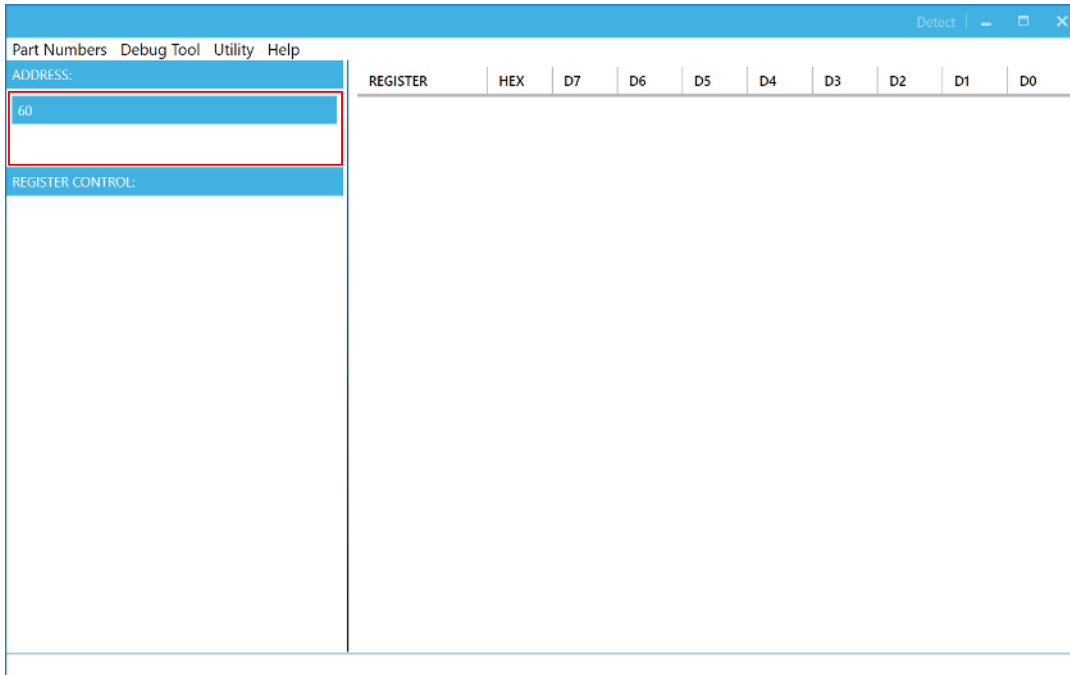 Detect
Part Numbers Debug Tool Utility Help
ADDRESS:
60
REGISTER CONTROL:
REGISTER HEX D7 D6 D5 D4 D3 D2 D1 D0